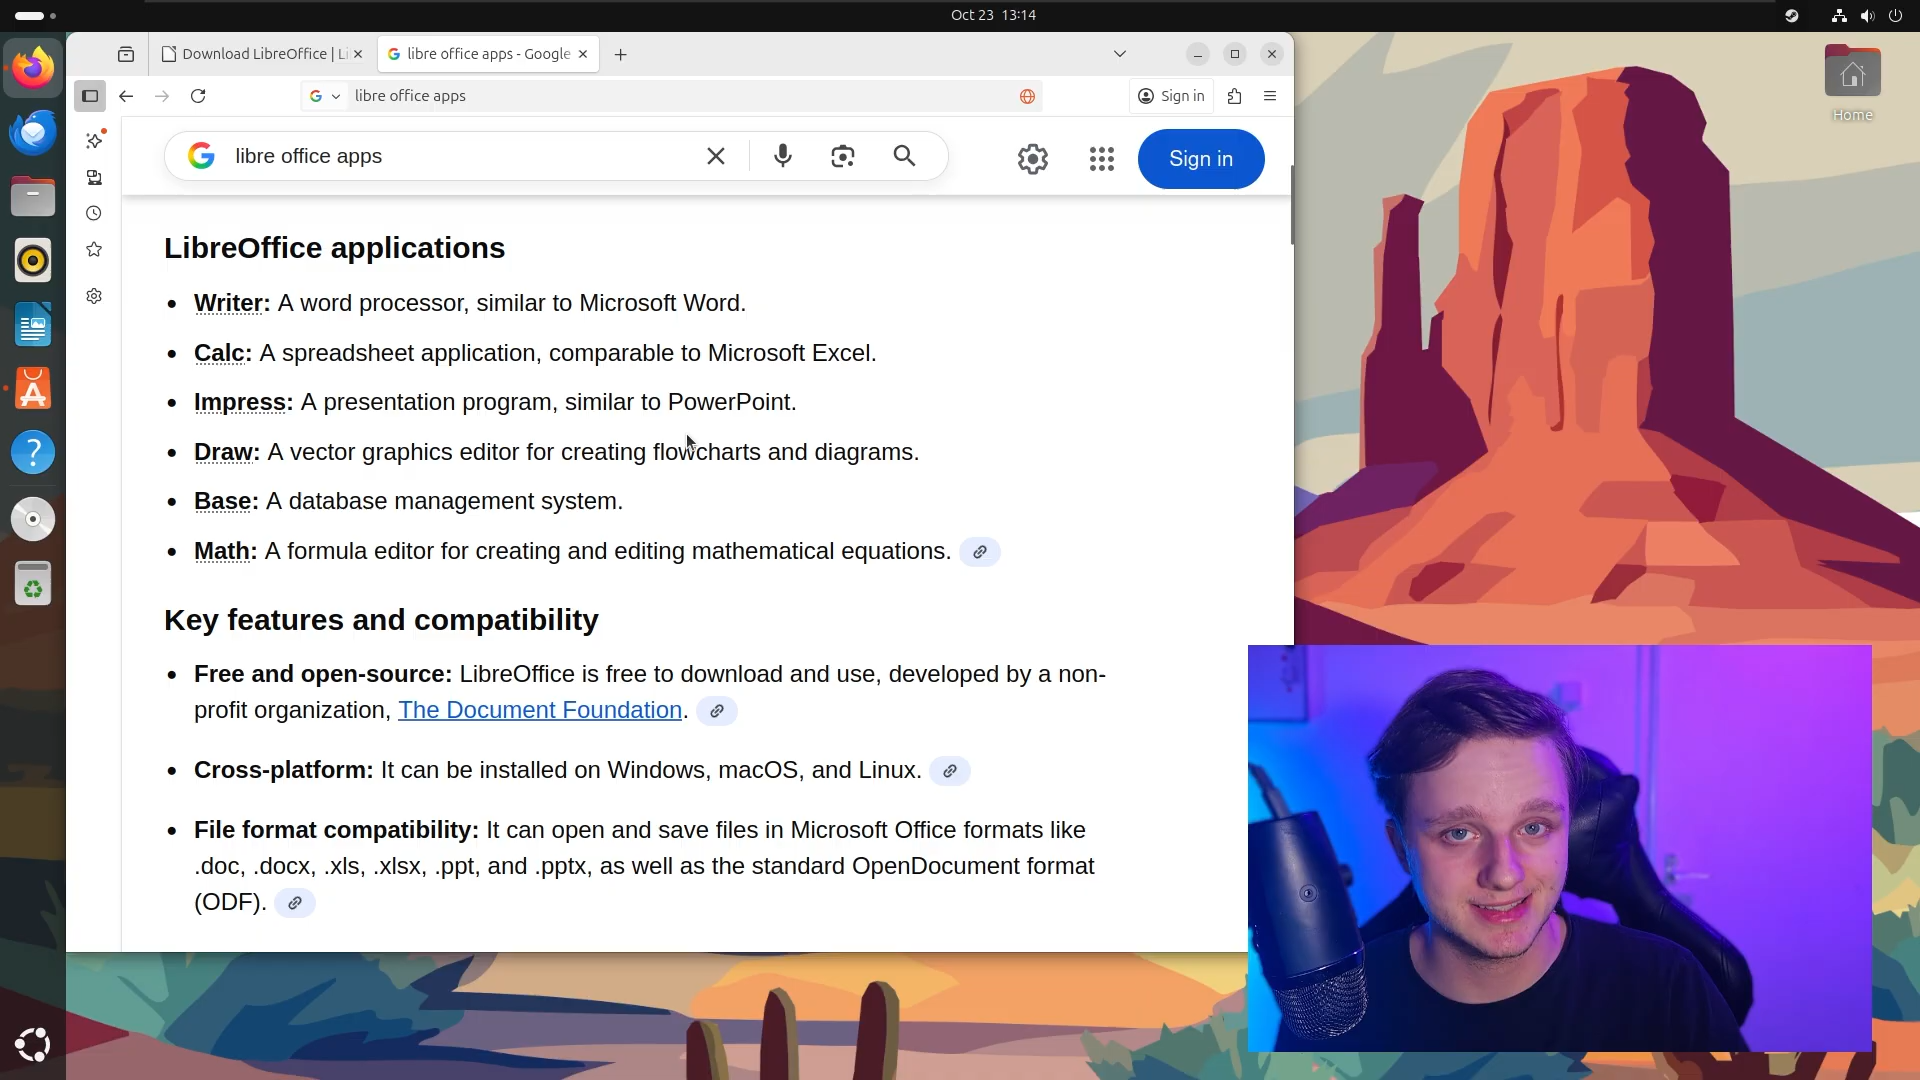 Oct 23 13:14
Download LibreOffice | Li
libre office apps - Google
libre office apps
Sign in
libre office apps
Sign in
Home
LibreOffice applications
Writer: A word processor, similar to Microsoft Word.
Calc: A spreadsheet application, comparable to Microsoft Excel.
Impress: A presentation program, similar to PowerPoint.
Draw: A vector graphics editor for creating flowcharts and diagrams.
Base: A database management system.
Math: A formula editor for creating and editing mathematical equations.
Key features and compatibility
Free and open-source: LibreOffice is free to download and use, developed by a non-
profit organization, The Document Foundation.
Cross-platform: It can be installed on Windows, macOS, and Linux.
File format compatibility: It can open and save files in Microsoft Office formats like
.doc, .docx, .xls, .xlsx, .ppt, and .pptx, as well as the standard OpenDocument format
(ODF).